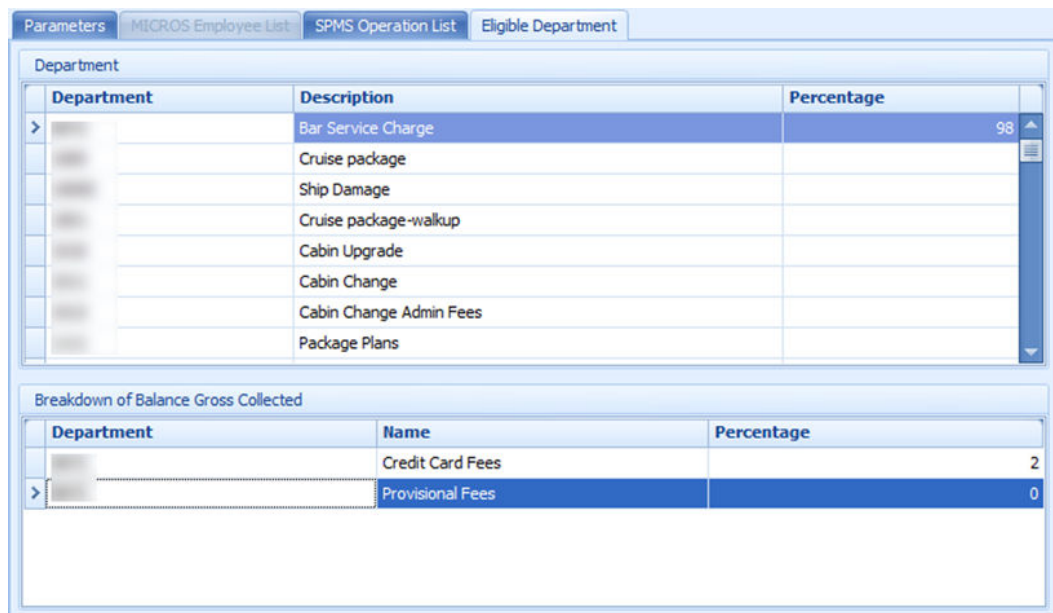 Parameters MICROS Employee List SPMS Operation List Eligible Department
Department
Department Description Percentage
Bar Service Charge 98
Cruise package
Ship Damage
Cruise package-walkup
Cabin Upgrade
Cabin Change
Cabin Change Admin Fees
Package Plans
Breakdown of Balance Gross Collected
Department Name Percentage
Credit Card Fees 2
Provisional Fees 0